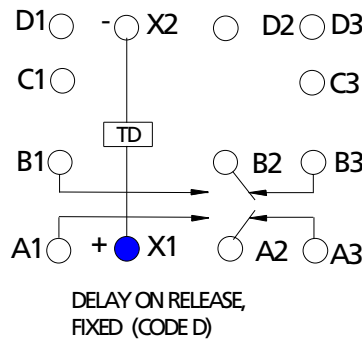 D1 - X2 D2 D3
C1 C3
TD
B1 B2 B3
A1 + X1 A2 A3
DELAY ON RELEASE,
FIXED (CODE D)